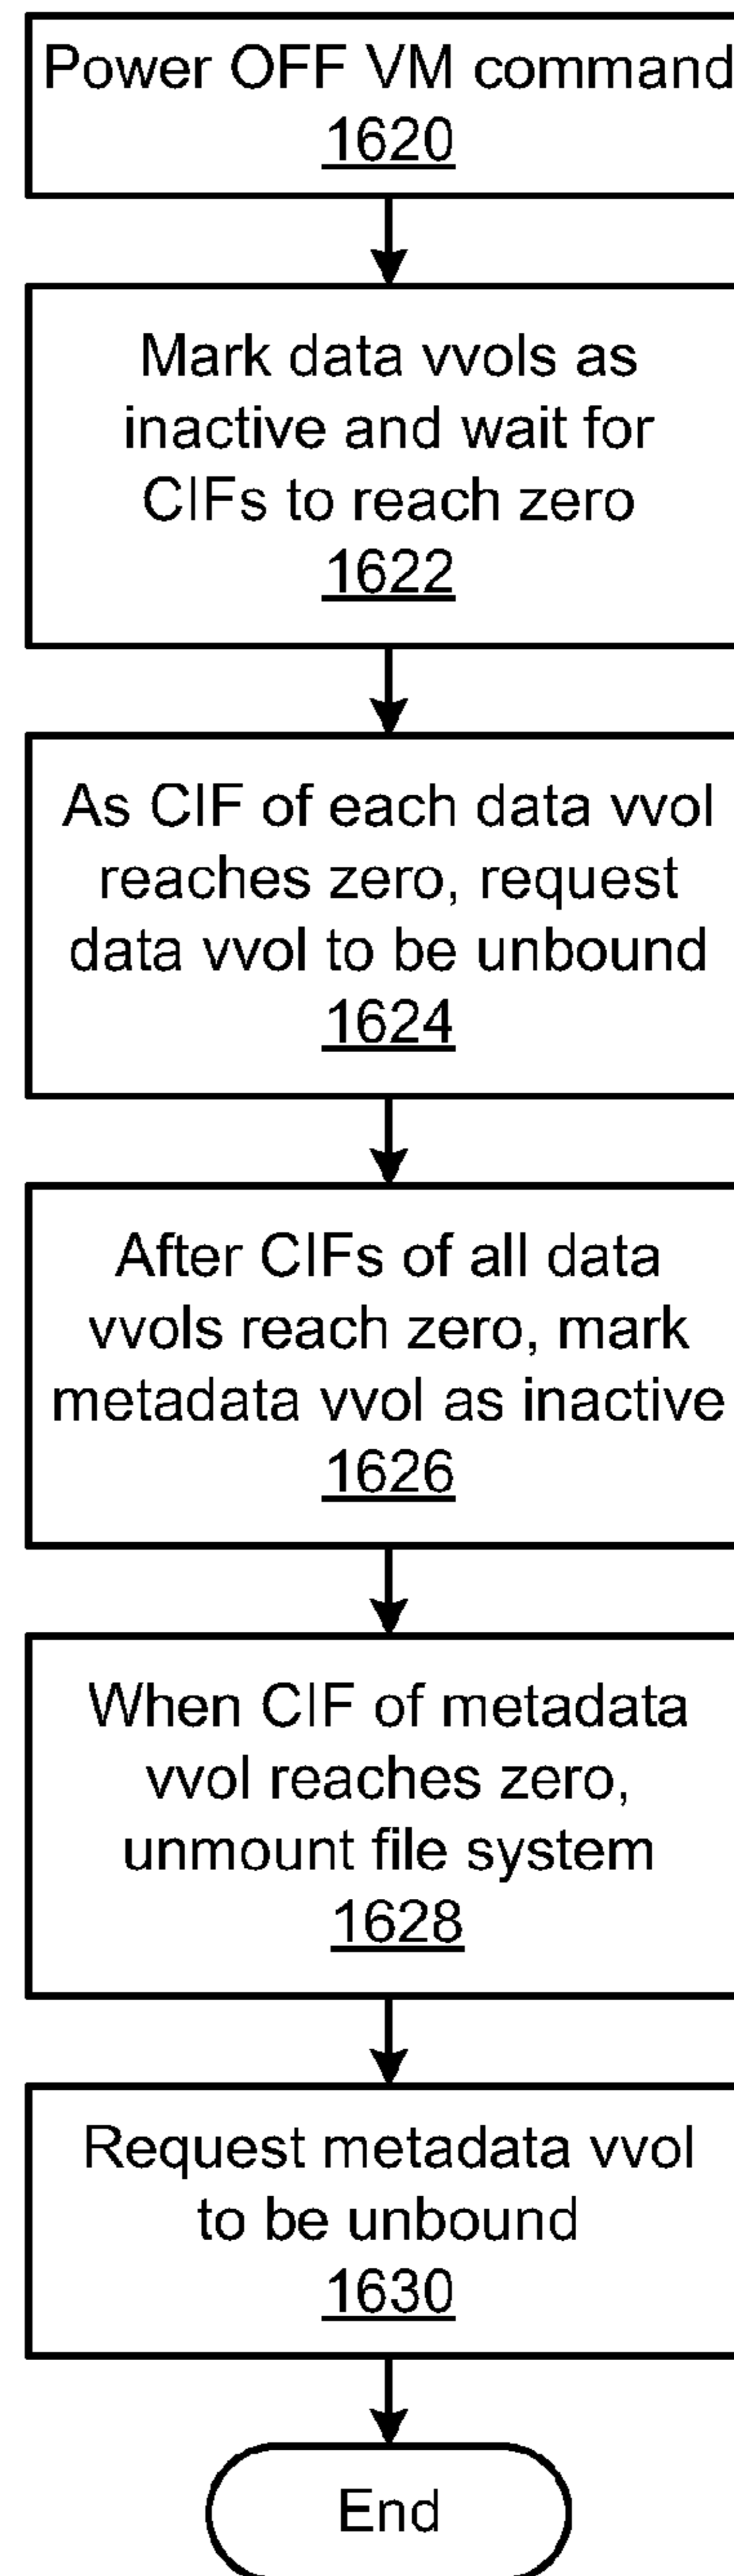 Power OFF VM command
1620
Mark data vvols as
inactive and wait for
CIFs to reach zero
1622
As CIF of each data vvol
reaches zero, request
data vvol to be unbound
1624
After CIFs of all data
vvols reach zero, mark
metadata vvol as inactive
1626
When CIF of metadata
vvol reaches zero,
unmount file system
1628
Request metadata vvol
to be unbound
1630
End